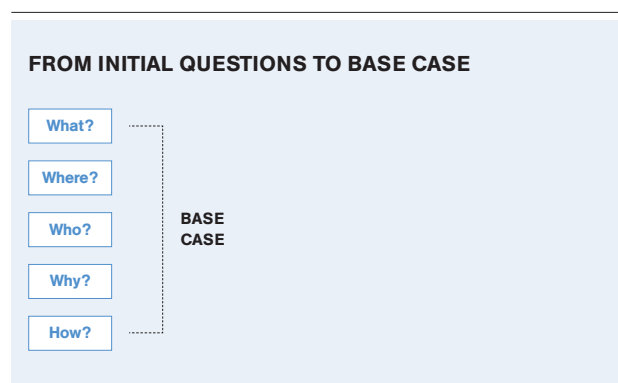 FROM INITIAL QUESTIONS TO BASE CASE
What?
Where?
Who?
Why?
How?
BASE
CASE